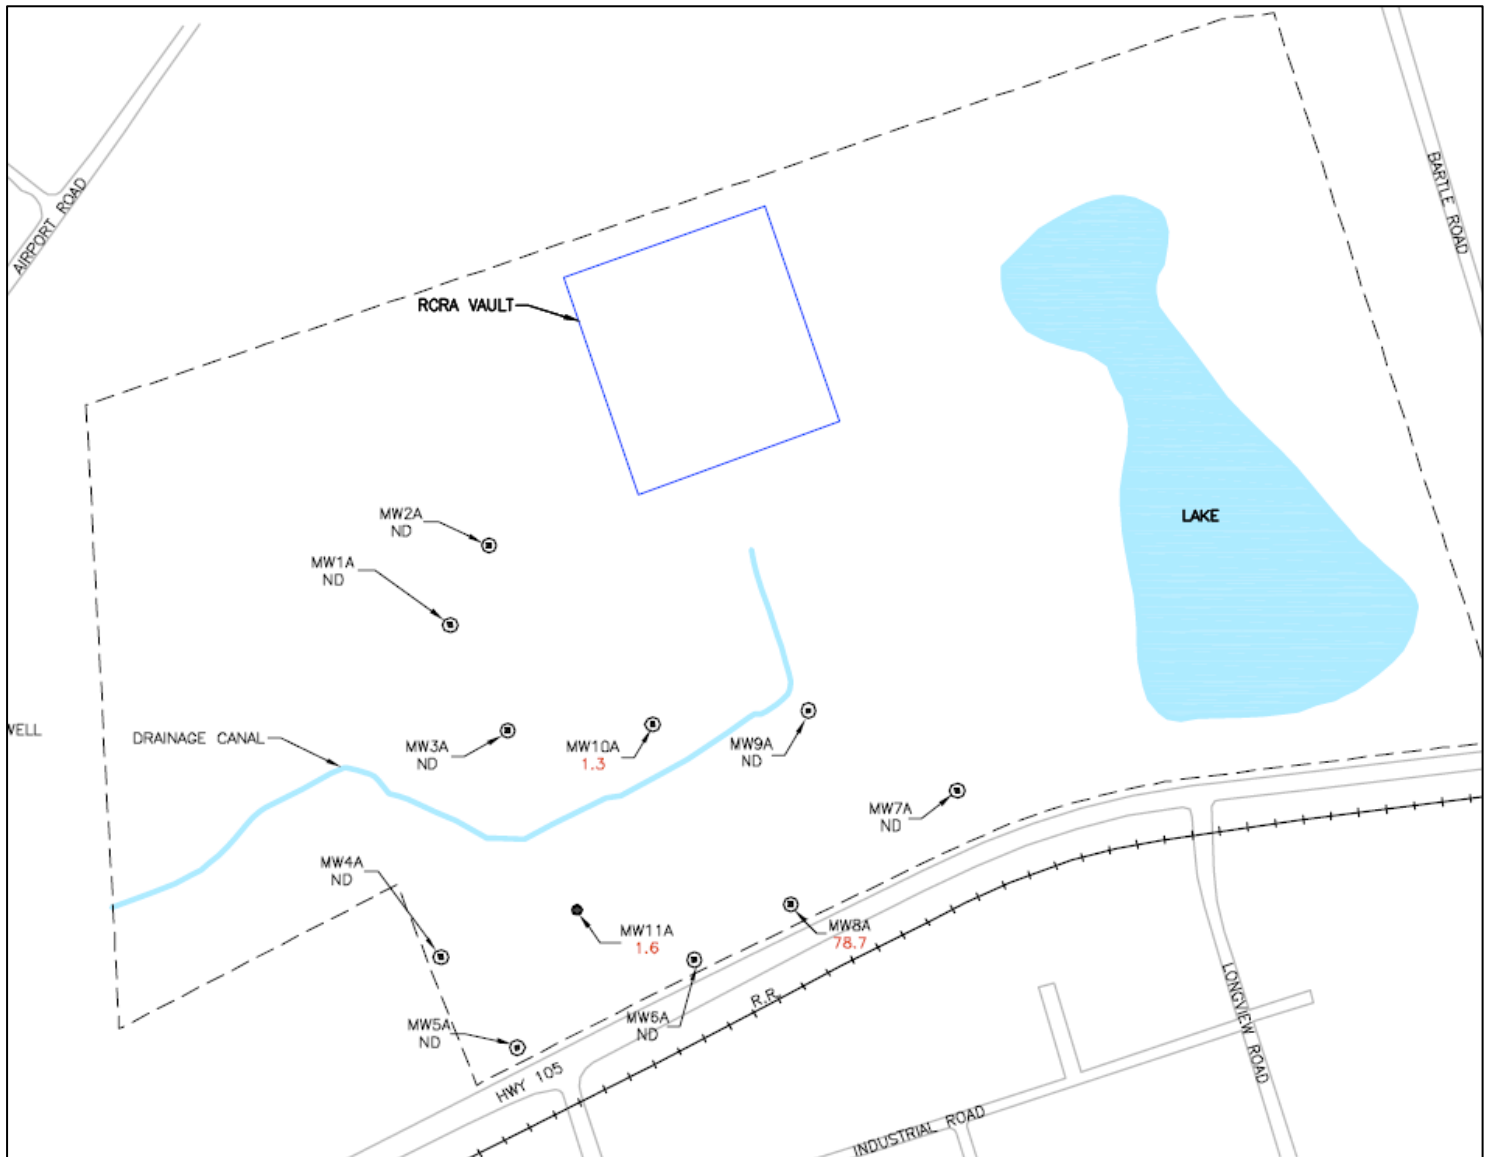 AIRPORT ROAD
BARTLE ROAD
RCRA VAULT
LAKE
MW2A
ND
MW1A
ND
WELL
DRAINAGE CANAL
MW3A
ND
MW10A
1.3
MW9A
ND
MW7A
ND
MW4A
ND
MW11A
1.6
MW8A
78.7
MW5A
ND
MW6A
ND
R.R.
HWY 105
LONGVIEW ROAD
INDUSTRIAL ROAD